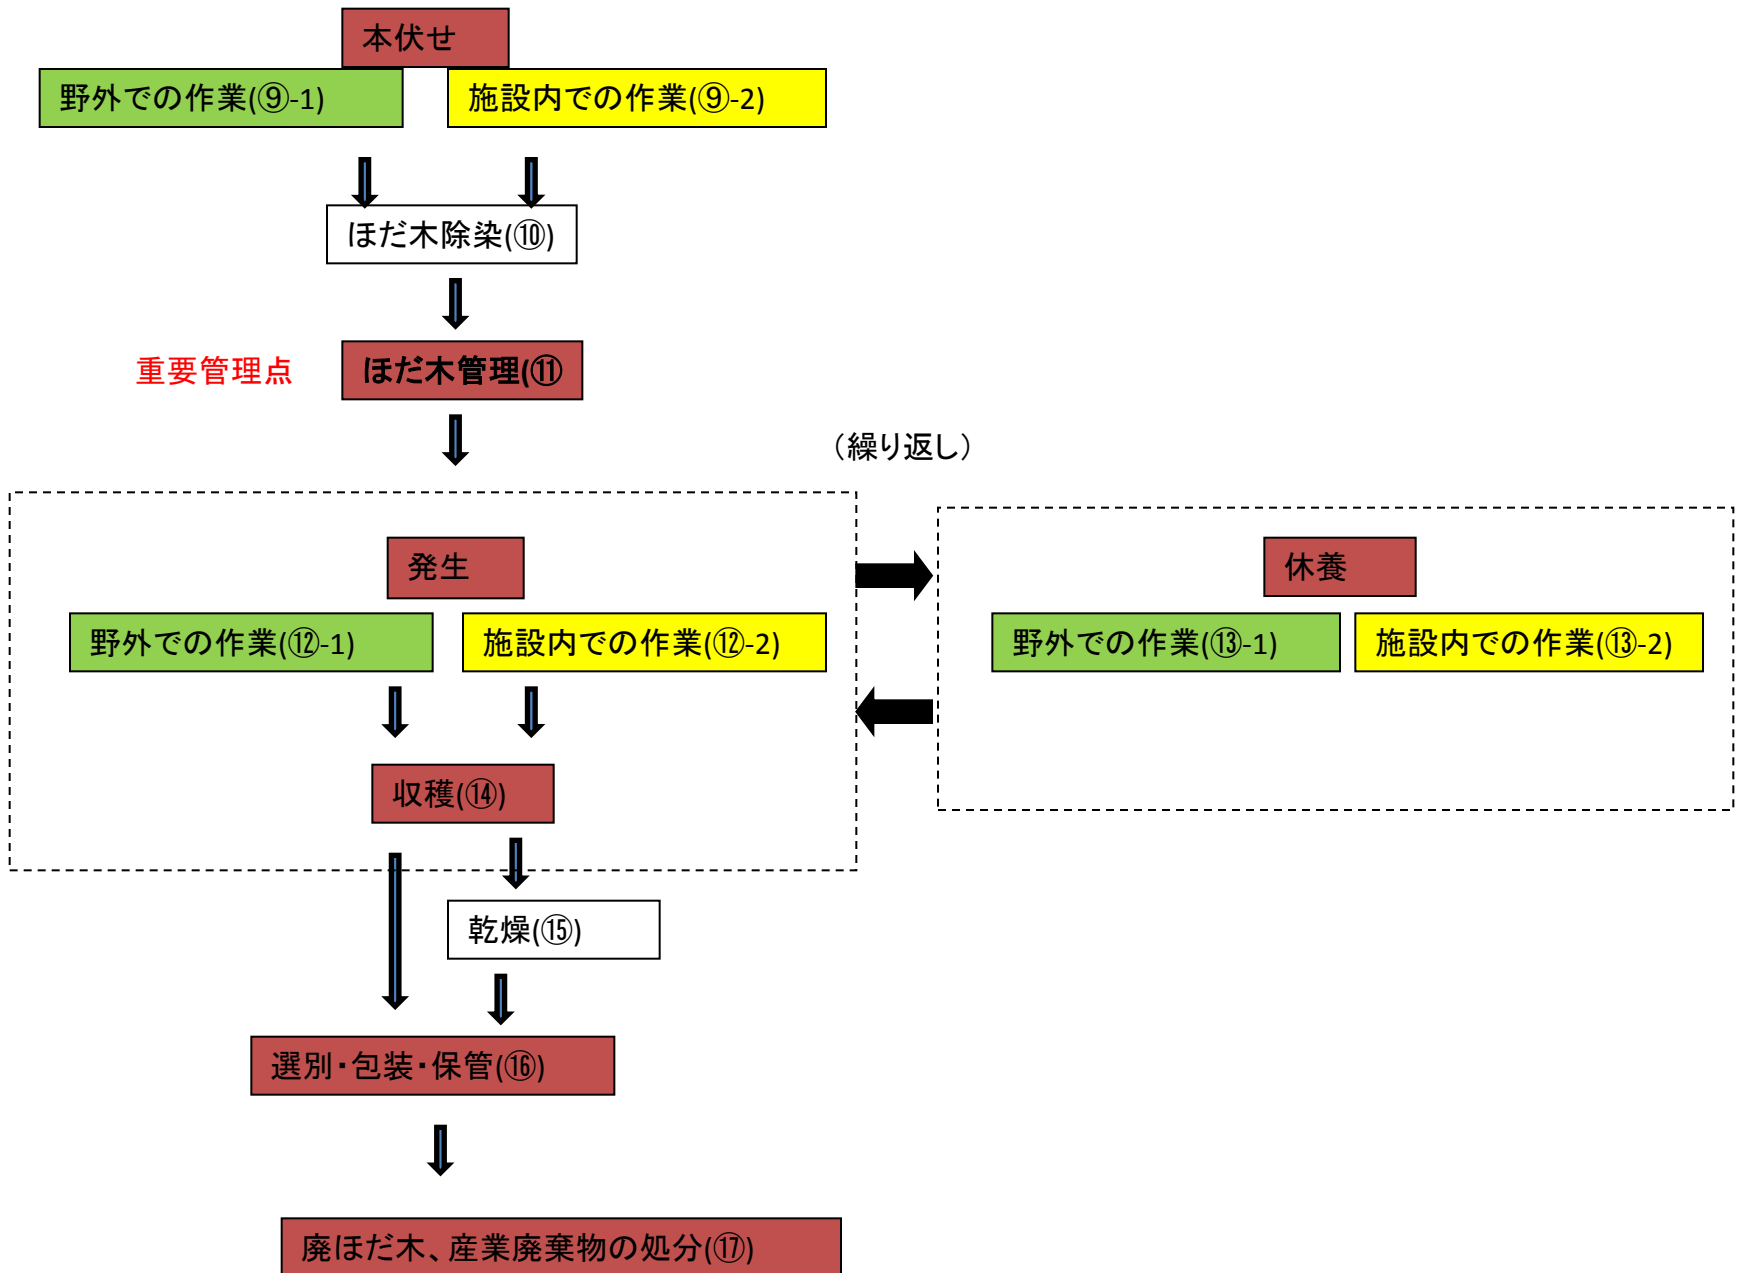 本伏せ
野外での作業(⑨-1)
施設内での作業(⑨-2)
ほだ木除染(⑩)
重要管理点
ほだ木管理(⑪
（繰り返し）
発生
野外での作業(⑫-1)
施設内での作業(⑫-2)
休養
野外での作業(⑬-1)
施設内での作業(⑬-2)
収穫(⑭)
乾燥(⑮)
選別・包装・保管(⑯)
廃ほだ木、産業廃棄物の処分(⑰)